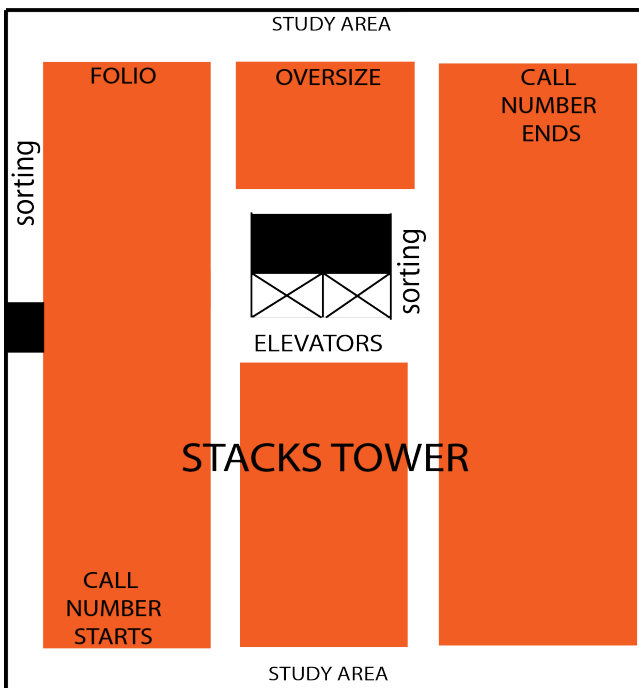 STUDY AREA
FOLIO
OVERSIZE
CALL
NUMBER
ENDS
sorting
sorting
ELEVATORS
STACKS TOWER
CALL
NUMBER
STARTS
STUDY AREA